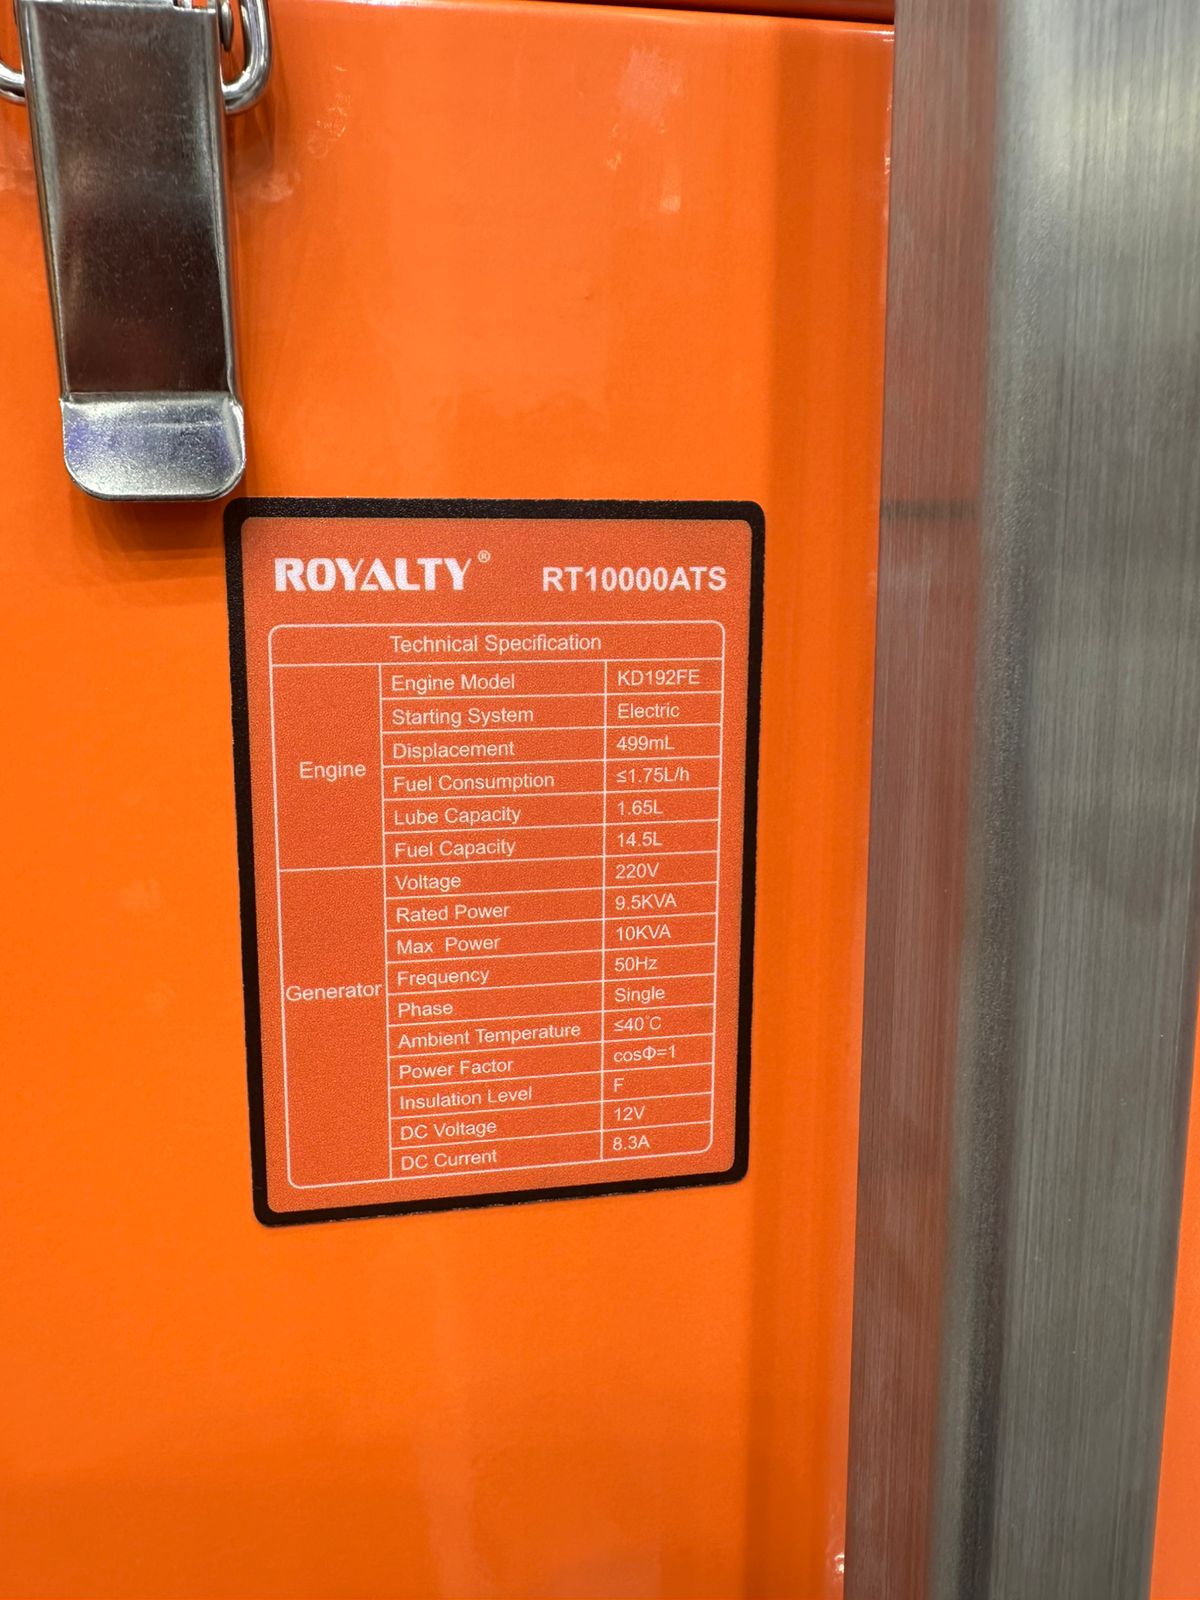 ROYALTY® RT10000ATS
Technical Specification
Engine
Engine Model KD192FE
Starting System Electric
Displacement 499mL
Fuel Consumption ≤1.75L/h
Lube Capacity 1.65L
Fuel Capacity 14.5L
Generator
Voltage 220V
Rated Power 9.5KVA
Max Power 10KVA
Frequency 50Hz
Phase Single
Ambient Temperature ≤40°C
Power Factor cosΦ=1
Insulation Level F
DC Voltage 12V
DC Current 8.3A